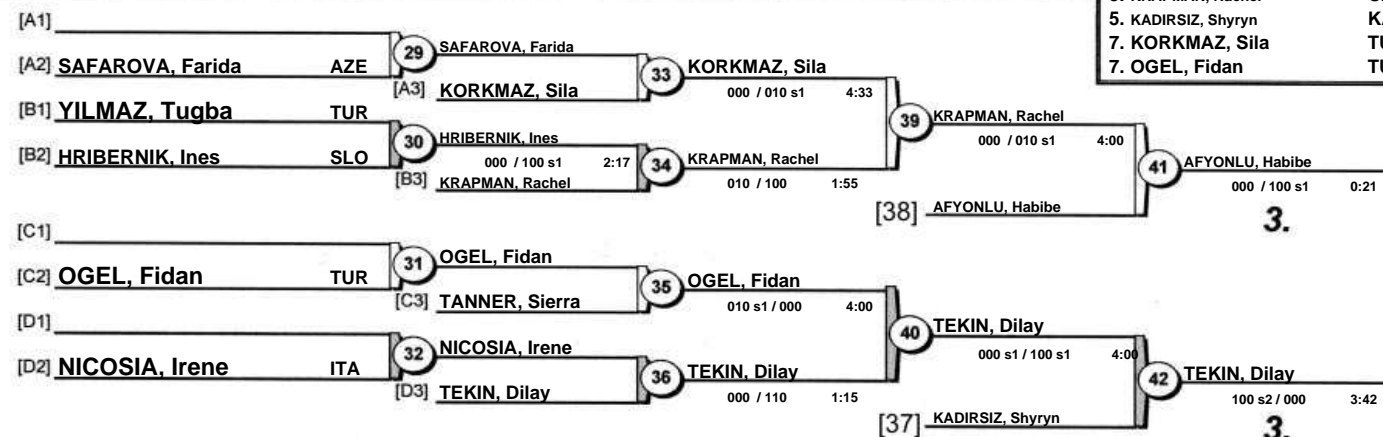 5. KADIRSIZ, Shyryn
7. KORKMAZ, Sila
7. OGEL, Fidan
[A1]
[A2] SAFAROVA, Farida AZE
29
SAFAROVA, Farida
[A3] KORKMAZ, Sila
33
KORKMAZ, Sila
000 / 010 s1 4:33
[B1] YILMAZ, Tugba TUR
[B2] HRIBERNIK, Ines SLO
30
HRIBERNIK, Ines
000 / 100 s1 2:17
[B3] KRAPMAN, Rachel
34
KRAPMAN, Rachel
010 / 100 1:55
39
KRAPMAN, Rachel
000 / 010 s1 4:00
[38] AFYONLU, Habibe
41
AFYONLU, Habibe
000 / 100 s1 0:21
3.
[C1]
[C2] OGEL, Fidan TUR
31
OGEL, Fidan
[C3] TANNER, Sierra
35
OGEL, Fidan
010 s1 / 000 4:00
[D1]
[D2] NICOSIA, Irene ITA
32
NICOSIA, Irene
[D3] TEKIN, Dilay
36
TEKIN, Dilay
000 / 110 1:15
40
TEKIN, Dilay
000 s1 / 100 s1 4:00
[37] KADIRSIZ, Shyryn
42
TEKIN, Dilay
100 s2 / 000 3:42
3.